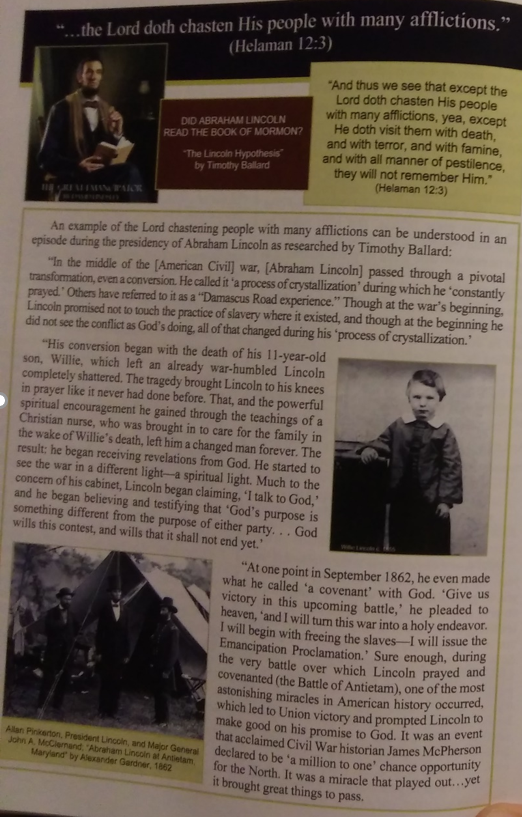 “…the Lord doth chasten His people with many afflictions.”
(Helaman 12:3)
THE GREAT EMANCIPATOR
DID ABRAHAM LINCOLN
READ THE BOOK OF MORMON?
“The Lincoln Hypothesis”
by Timothy Ballard
“And thus we see that except the
Lord doth chasten His people
with many afflictions, yea, except
He doth visit them with death,
and with terror, and with famine,
and with all manner of pestilence,
they will not remember Him.”
(Helaman 12:3)
An example of the Lord chastening people with many afflictions can be understood in an
episode during the presidency of Abraham Lincoln as researched by Timothy Ballard:
“In the middle of the [American Civil] war, [Abraham Lincoln] passed through a pivotal
transformation, even a conversion. He called it ‘a process of crystallization’ during which he ‘constantly
prayed.’ Others have referred to it as a “Damascus Road experience.” Though at the war’s beginning,
Lincoln promised not to touch the practice of slavery where it existed, and though at the beginning he
did not see the conflict as God’s doing, all of that changed during his ‘process of crystallization.’
“His conversion began with the death of his 11-year-old
son, Willie, which left an already war-humbled Lincoln
completely shattered. The tragedy brought Lincoln to his knees
in prayer like it never had done before. That, and the powerful
spiritual encouragement he gained through the teachings of a
Christian nurse, who was brought in to care for the family in
the wake of Willie’s death, left him a changed man forever. The
result: he began receiving revelations from God. He started to
see the war in a different light—a spiritual light. Much to the
concern of his cabinet, Lincoln began claiming, ‘I talk to God,’
and he began believing and testifying that ‘God’s purpose is
something different from the purpose of either party. . . God
wills this contest, and wills that it shall not end yet.’
Willie Lincoln
“At one point in September 1862, he even made
what he called ‘a covenant’ with God. ‘Give us
victory in this upcoming battle,’ he pleaded to
heaven, ‘and I will turn this war into a holy endeavor.
I will begin with freeing the slaves—I will issue the
Emancipation Proclamation.’ Sure enough, during
the very battle over which Lincoln prayed and
covenanted (the Battle of Antietam), one of the most
astonishing miracles in American history occurred,
which led to Union victory and prompted Lincoln to
make good on his promise to God. It was an event
that acclaimed Civil War historian James McPherson
declared to be ‘a million to one’ chance opportunity
for the North. It was a miracle that played out…yet
it brought great things to pass.
Allan Pinkerton, President Lincoln, and Major General
John A. McClernand; “Abraham Lincoln at Antietam,
Maryland” by Alexander Gardner, 1862